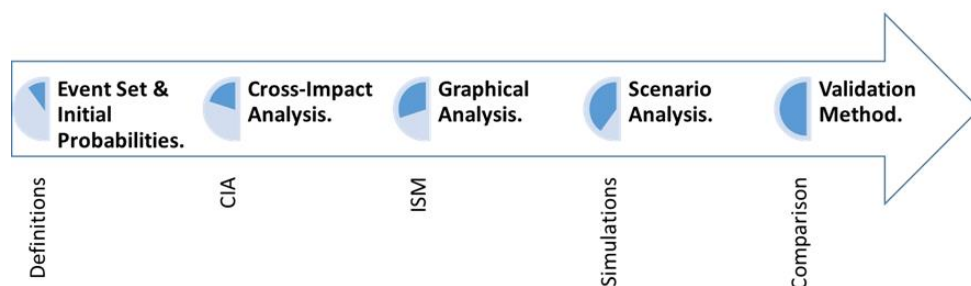 Event Set &
Initial
Probabilities.
Cross-Impact
Analysis.
Graphical
Analysis.
Scenario
Analysis.
Validation
Method.
Definitions
CIA
ISM
Simulations
Comparison